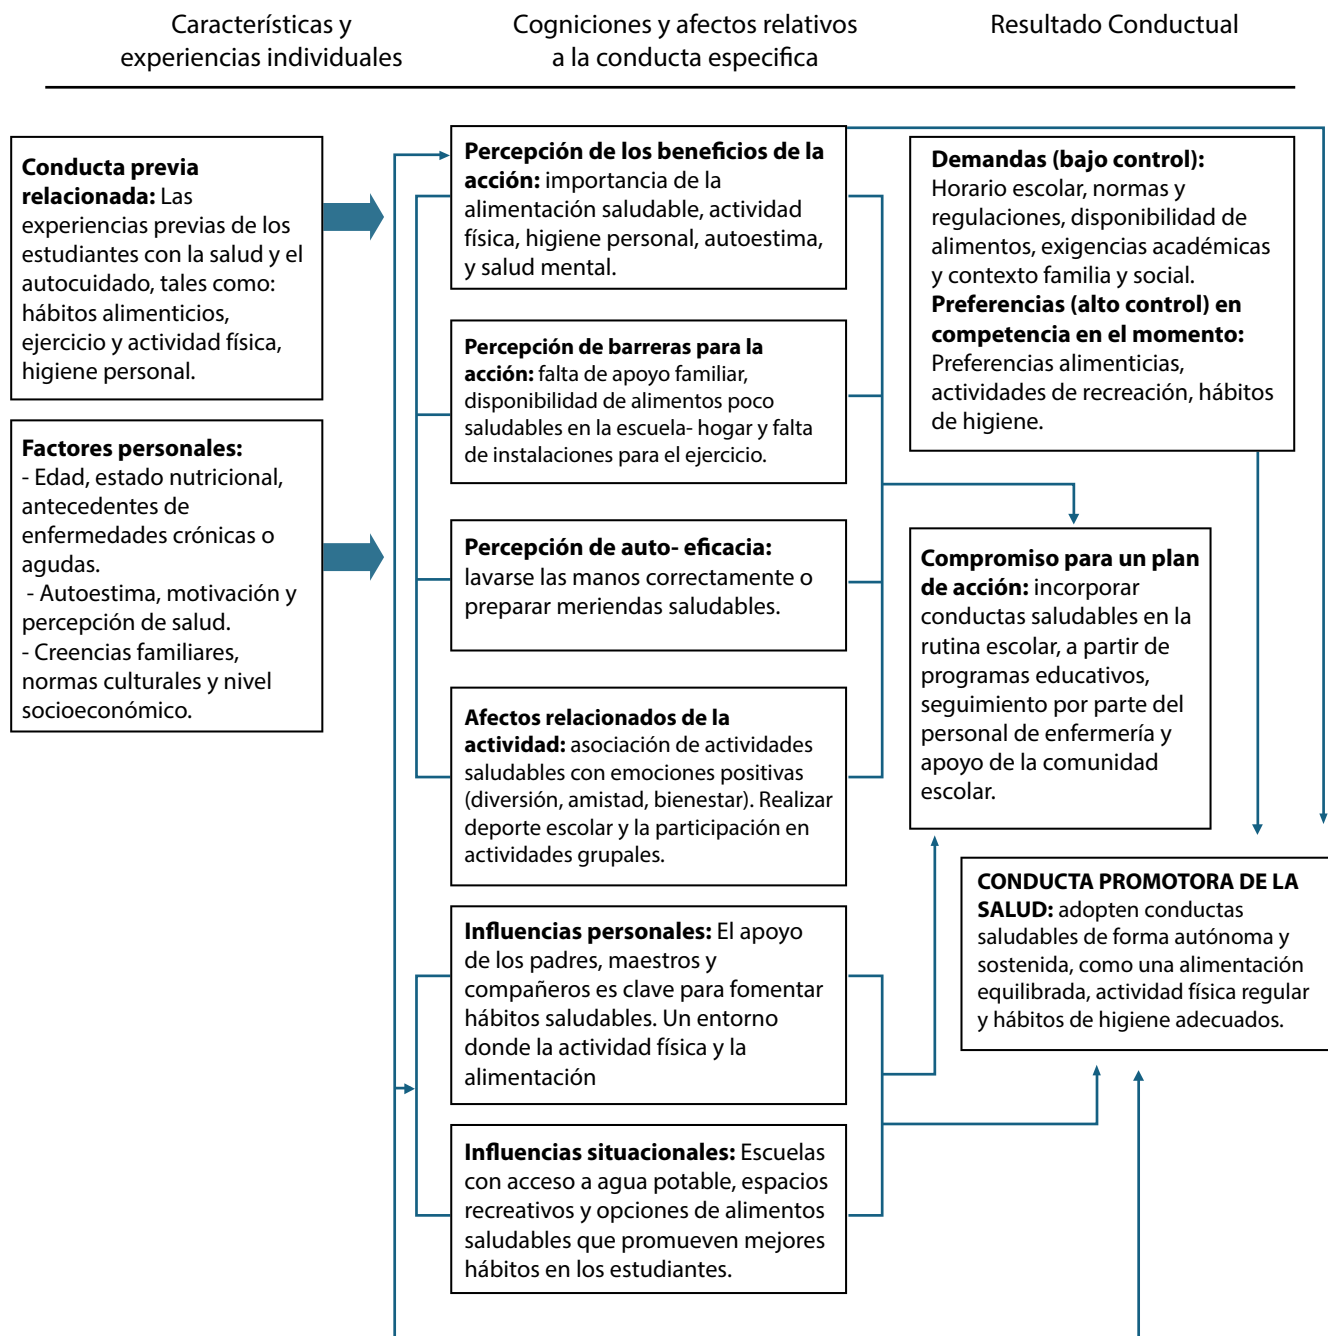 Características y
experiencias individuales
Cogniciones y afectos relativos
a la conducta especifica
Resultado Conductual
Conducta previa
relacionada: Las
experiencias previas de los
estudiantes con la salud y el
autocuidado, tales como:
hábitos alimenticios,
ejercicio y actividad física,
higiene personal.
Factores personales:
- Edad, estado nutricional,
antecedentes de
enfermedades crónicas o
agudas.
- Autoestima, motivación y
percepción de salud.
- Creencias familiares,
normas culturales y nivel
socioeconómico.
Percepción de los beneficios de la
acción: importancia de la
alimentación saludable, actividad
física, higiene personal, autoestima,
y salud mental.
Percepción de barreras para la
acción: falta de apoyo familiar,
disponibilidad de alimentos poco
saludables en la escuela- hogar y falta
de instalaciones para el ejercicio.
Percepción de auto- eficacia:
lavarse las manos correctamente o
preparar meriendas saludables.
Afectos relacionados de la
actividad: asociación de actividades
saludables con emociones positivas
(diversión, amistad, bienestar). Realizar
deporte escolar y la participación en
actividades grupales.
Influencias personales: El apoyo
de los padres, maestros y
compañeros es clave para fomentar
hábitos saludables. Un entorno
donde la actividad física y la
alimentación
Influencias situacionales: Escuelas
con acceso a agua potable, espacios
recreativos y opciones de alimentos
saludables que promueven mejores
hábitos en los estudiantes.
Demandas (bajo control):
Horario escolar, normas y
regulaciones, disponibilidad de
alimentos, exigencias académicas
y contexto familia y social.
Preferencias (alto control) en
competencia en el momento:
Preferencias alimenticias,
actividades de recreación, hábitos
de higiene.
Compromiso para un plan
de acción: incorporar
conductas saludables en la
rutina escolar, a partir de
programas educativos,
seguimiento por parte del
personal de enfermería y
apoyo de la comunidad
escolar.
CONDUCTA PROMOTORA DE LA
SALUD: adopten conductas
saludables de forma autónoma y
sostenida, como una alimentación
equilibrada, actividad física regular
y hábitos de higiene adecuados.